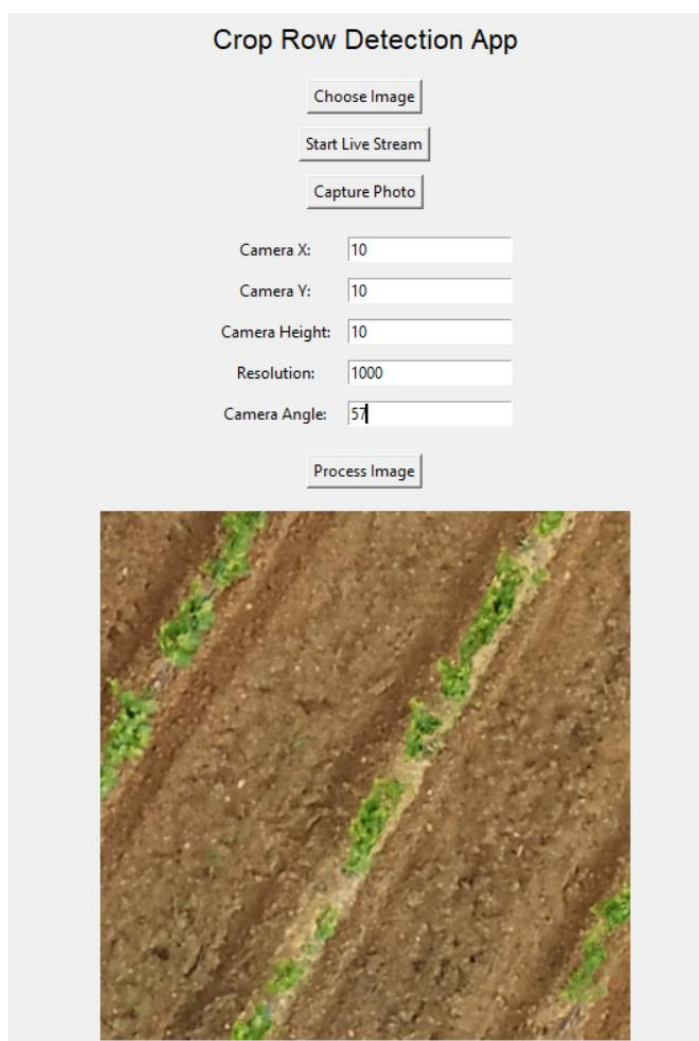 Crop Row Detection App
Choose Image
Start Live Stream
Capture Photo
Camera X: 10
Camera Y: 10
Camera Height: 10
Resolution: 1000
Camera Angle: 57
Process Image